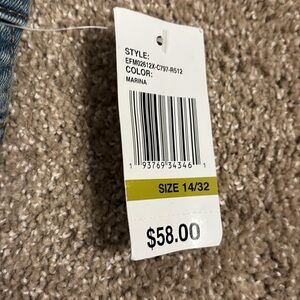 STYLE:
EFM02612X-C797-R512
COLOR:
MARINA
1 93769 34346 1
SIZE 14/32
$58.00